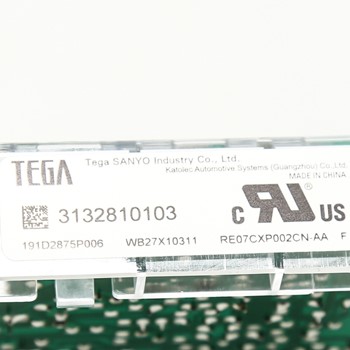 TEGA
Tega SANYO Industry Co., Ltd.
Katolec Automotive Systems (Guangzhou) Co., Ltd.
MADE IN CHINA
3132810103
C RU US
191D2875P006 WB27X10311 RE07CXP002CN-AA F